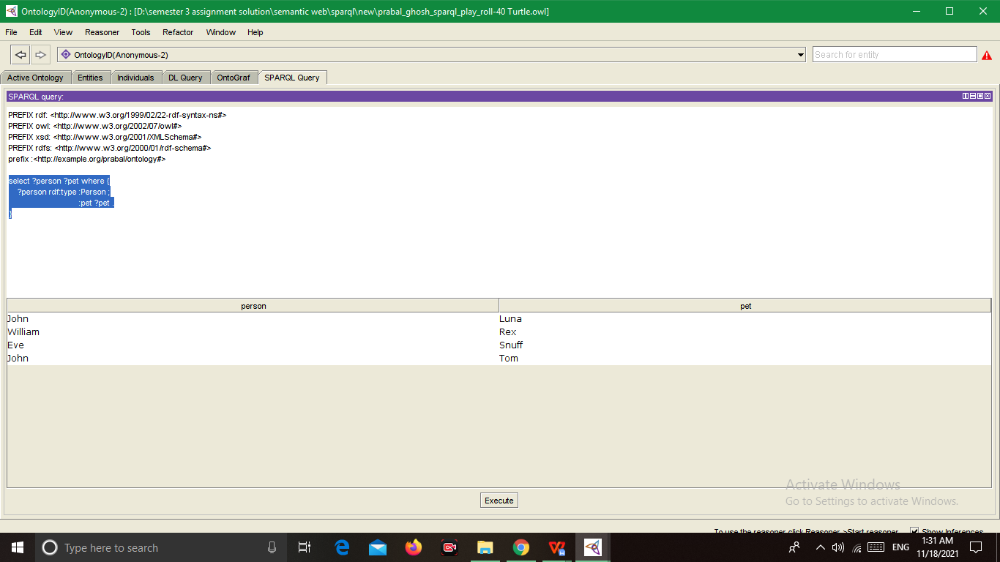 OntologyID(Anonymous-2) : [D:\semester 3 assignment solution\semantic web\sparql\new\prabal_ghosh_sparql_play_roll-40 Turtle.owl]
File Edit View Reasoner Tools Refactor Window Help
OntologyID(Anonymous-2) Search for entity
Active Ontology Entities Individuals DL Query OntoGraf SPARQL Query
SPARQL query:
PREFIX rdf: <http://www.w3.org/1999/02/22-rdf-syntax-ns#>
PREFIX owl: <http://www.w3.org/2002/07/owl#>
PREFIX xsd: <http://www.w3.org/2001/XMLSchema#>
PREFIX rdfs: <http://www.w3.org/2000/01/rdf-schema#>
prefix :<http://example.org/prabal/ontology#>
select ?person ?pet where {
?person rdf:type :Person ;
:pet ?pet .
}
person pet
John Luna
William Rex
Eve Snuff
John Tom
Activate Windows
Go to Settings to activate Windows.
Execute
To use the reasoner click Reasoner->Start reasoner Show Inferences
Type here to search ENG 1:31 AM
11/18/2021